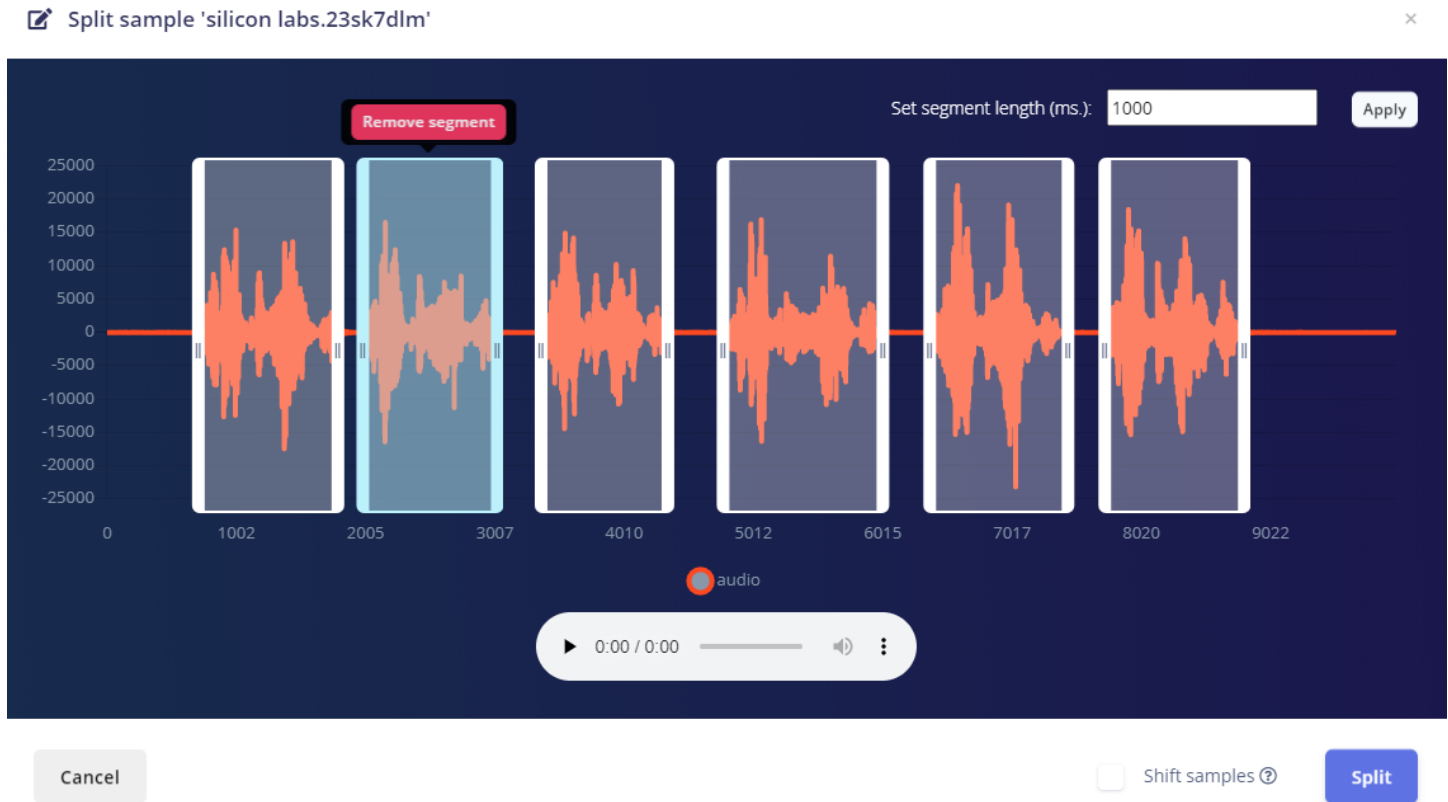 Split sample 'silicon labs.23sk7dlm'
×
Set segment length (ms.): 1000 Apply
Remove segment
25000
20000
15000
10000
5000
0
-5000
-10000
-15000
-20000
-25000
0 1002 2005 3007 4010 5012 6015 7017 8020 9022
audio
0:00 / 0:00
Cancel Shift samples ? Split